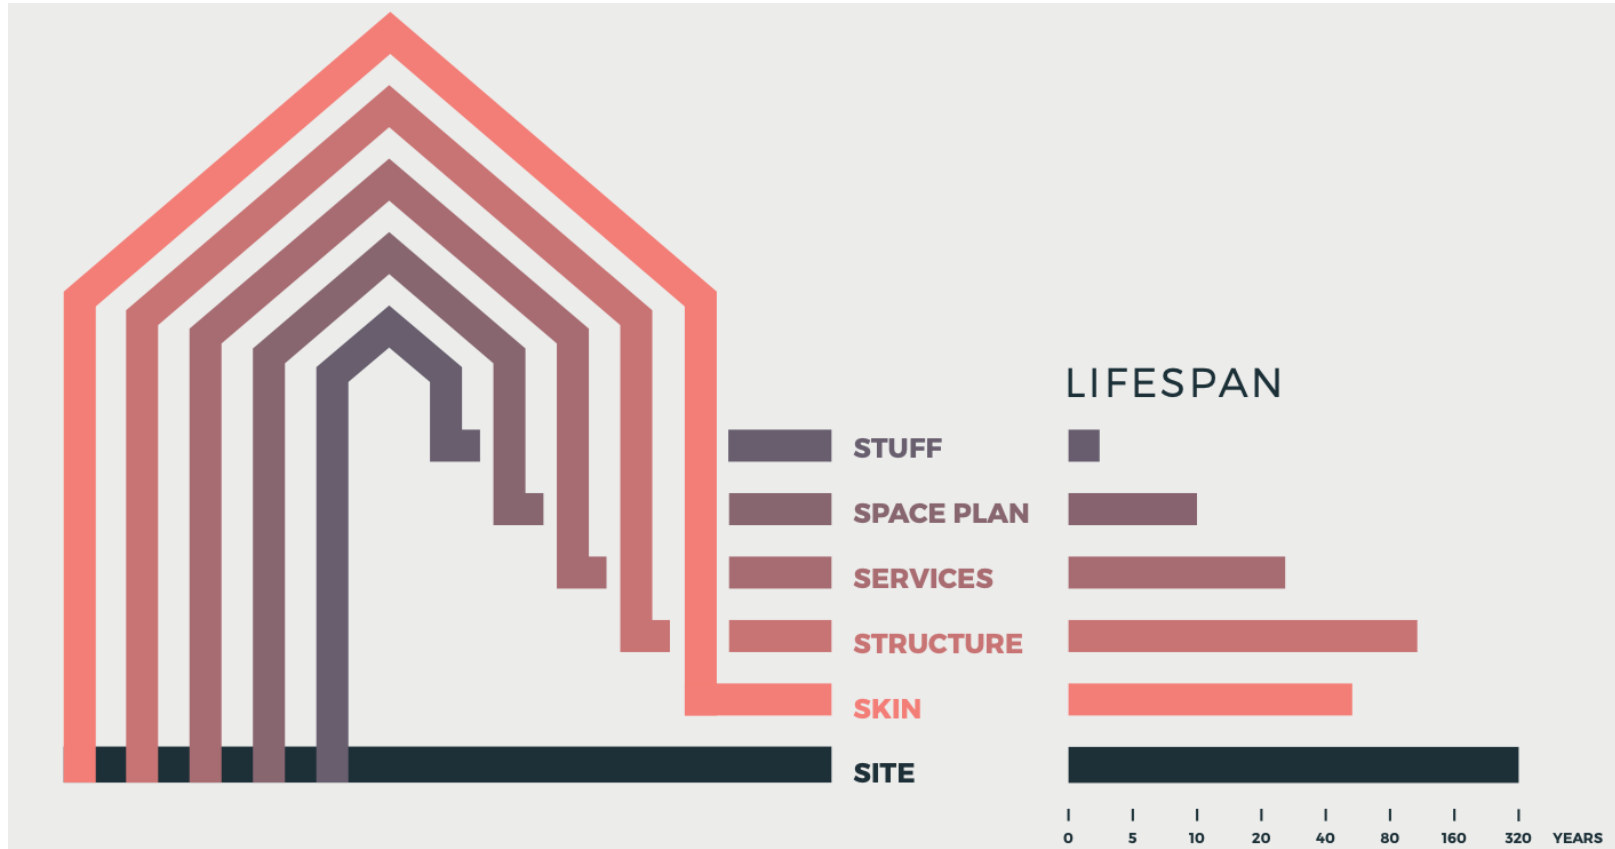 LIFESPAN
STUFF
SPACE PLAN
SERVICES
STRUCTURE
SKIN
SITE
0 5 10 20 40 80 160 320 YEARS